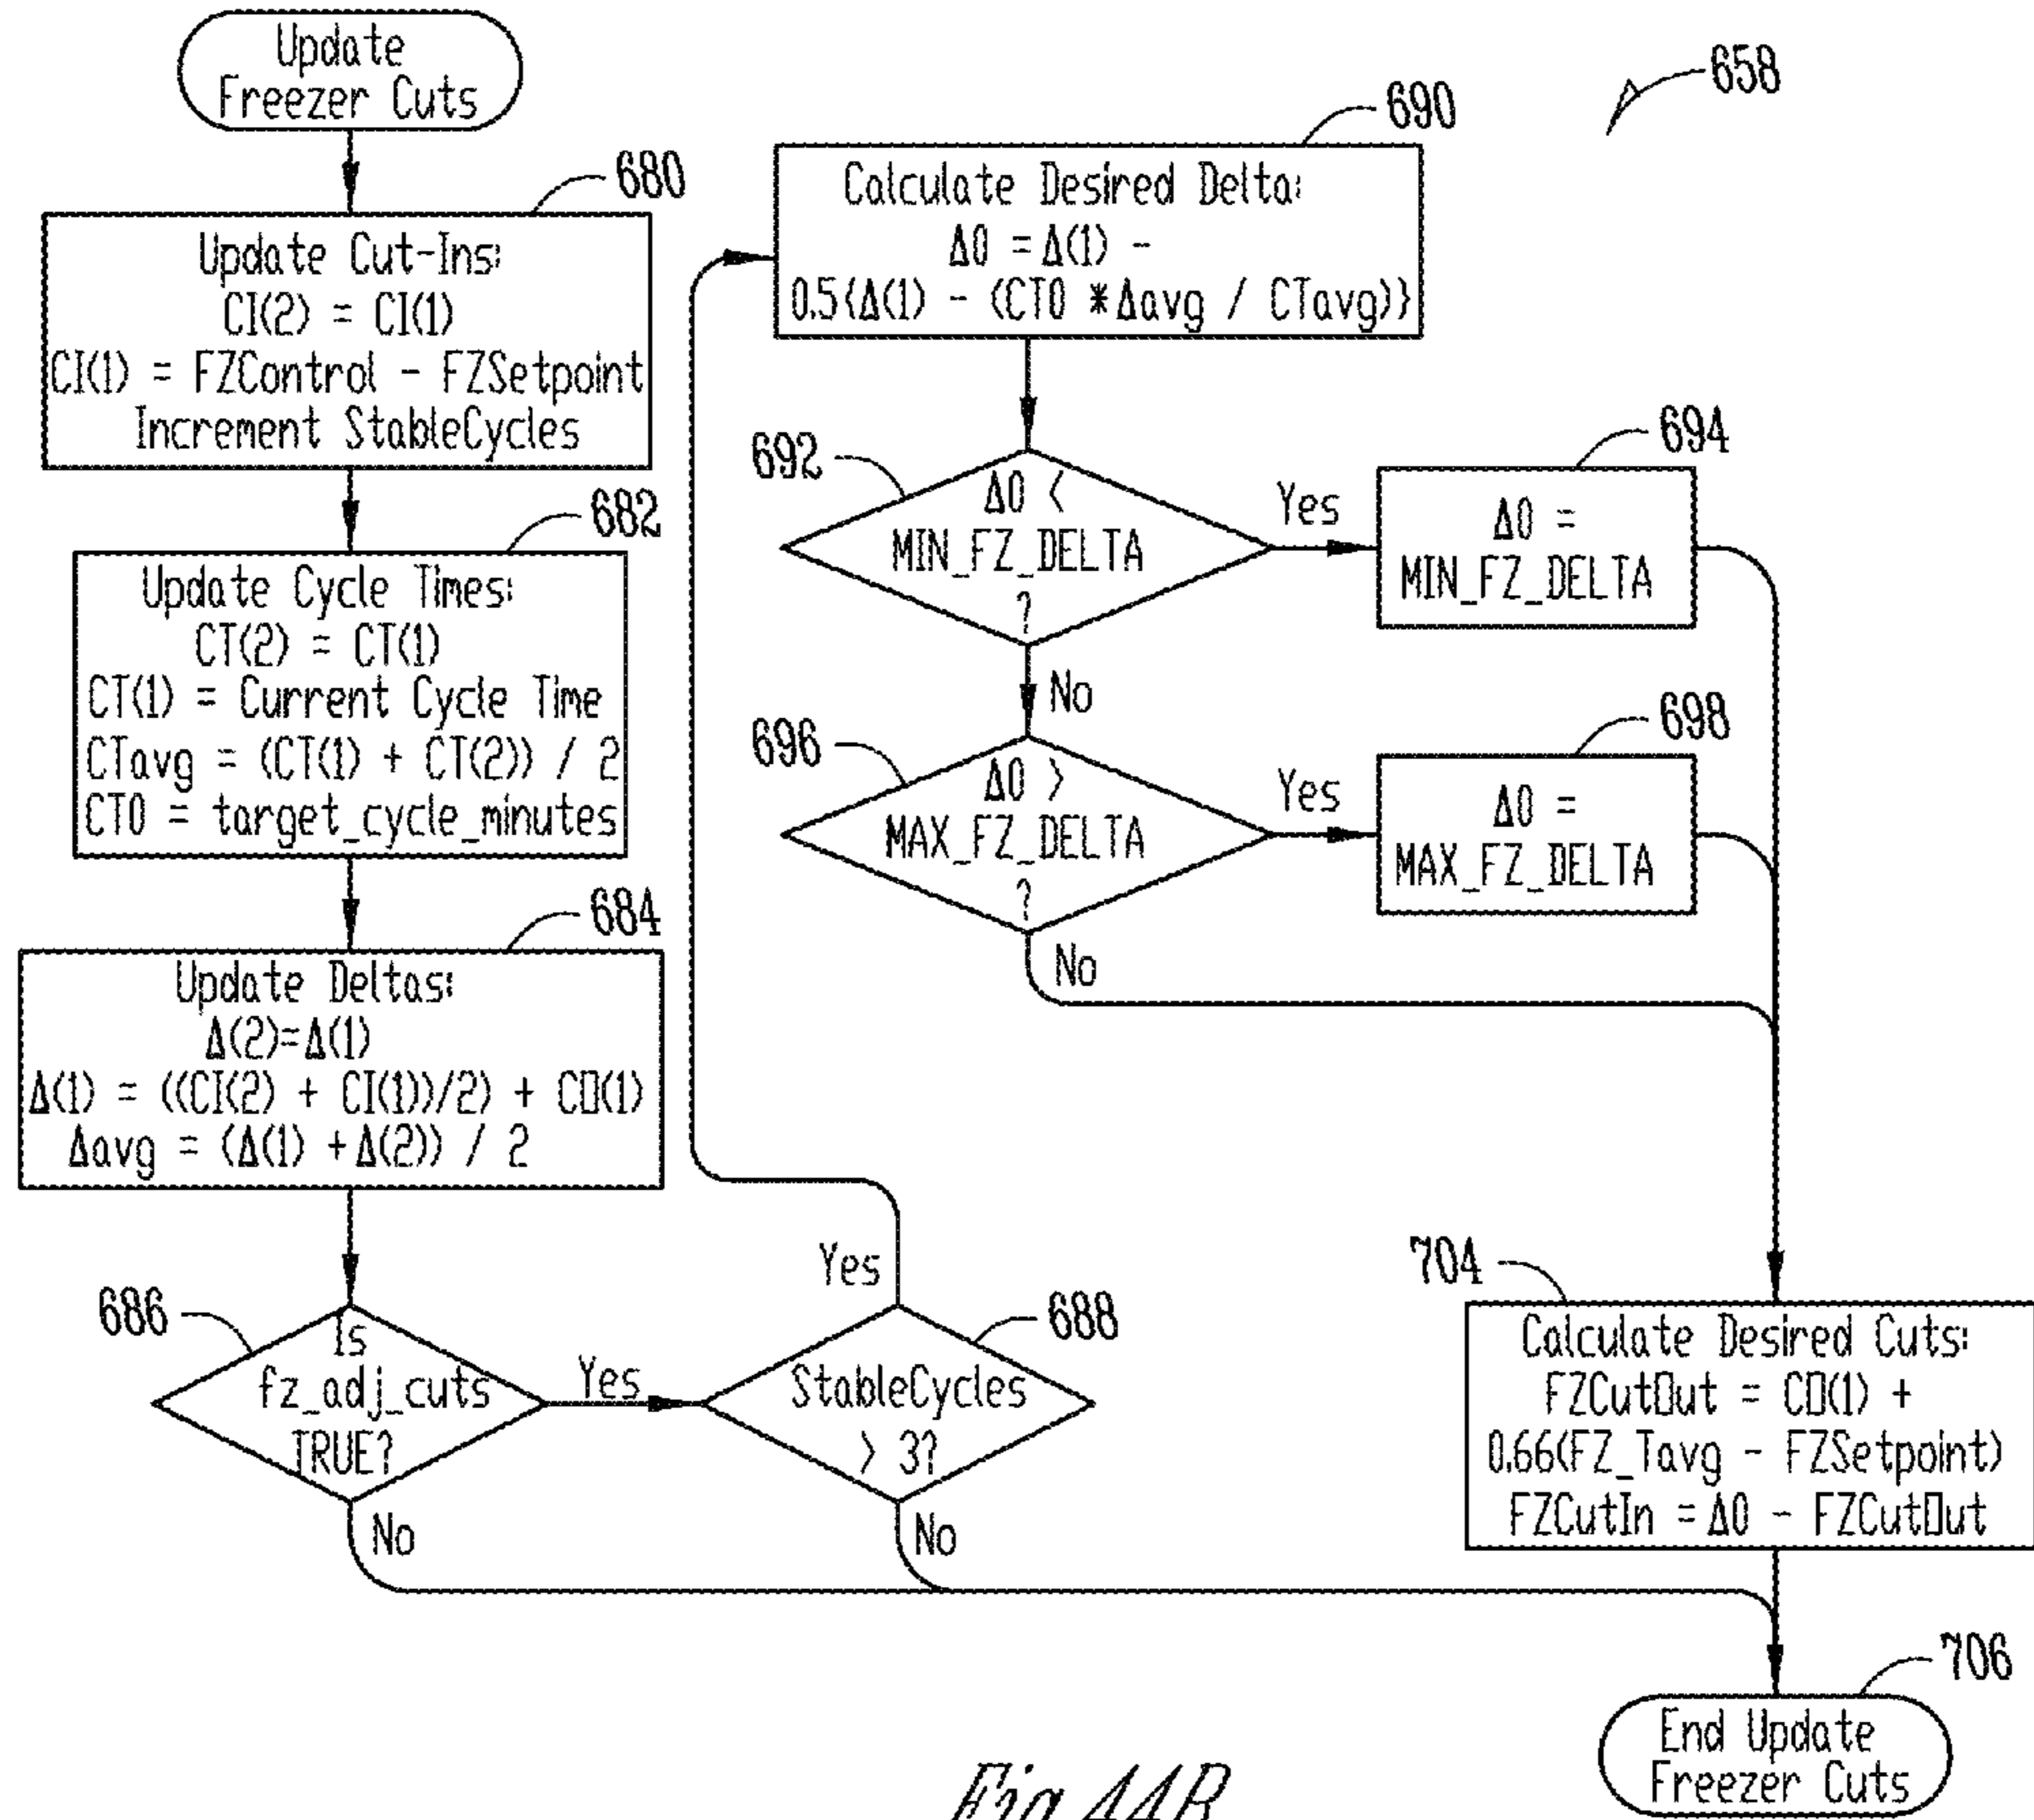 Update
Freezer Cuts
658
680
Update Cut-Ins:
CI(2) = CI(1)
CI(1) = FZControl - FZSetpoint
Increment StableCycles
682
Update Cycle Times:
CT(2) = CT(1)
CT(1) = Current Cycle Time
CTavg = (CT(1) + CT(2)) / 2
CT0 = target_cycle_minutes
684
Update Deltas:
Δ(2)=Δ(1)
Δ(1) = ((CI(2) + CI(1))/2) + CO(1)
Δavg = (Δ(1) +Δ(2)) / 2
686
Is
fz_adj_cuts
TRUE?
Yes
No
688
StableCycles
> 3?
Yes
No
690
Calculate Desired Delta:
Δ0 = Δ(1) -
0.5{Δ(1) - (CT0 *Δavg / CTavg)}
692
Δ0 <
MIN_FZ_DELTA
?
Yes
No
694
Δ0 =
MIN_FZ_DELTA
696
Δ0 >
MAX_FZ_DELTA
?
Yes
No
698
Δ0 =
MAX_FZ_DELTA
704
Calculate Desired Cuts:
FZCutOut = CO(1) +
0.66(FZ_Tavg - FZSetpoint)
FZCutIn = Δ0 - FZCutOut
706
End Update
Freezer Cuts
Fig. 44B